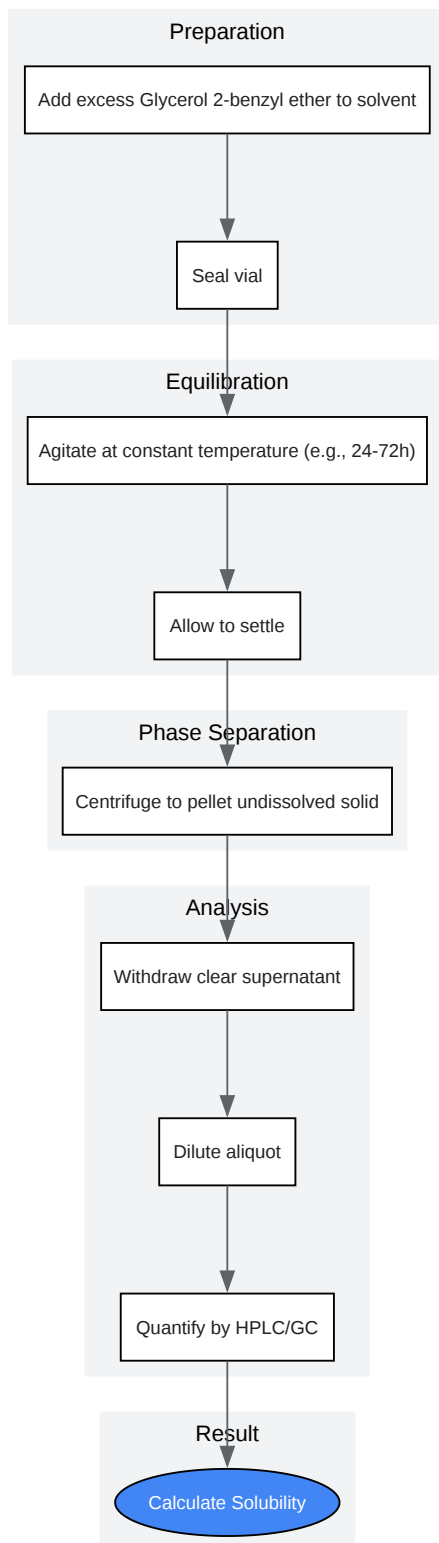 Preparation
Add excess Glycerol 2-benzyl ether to solvent
Seal vial
Equilibration
Agitate at constant temperature (e.g., 24-72h)
Allow to settle
Phase Separation
Centrifuge to pellet undissolved solid
Analysis
Withdraw clear supernatant
Dilute aliquot
Quantify by HPLC/GC
Result
Calculate Solubility